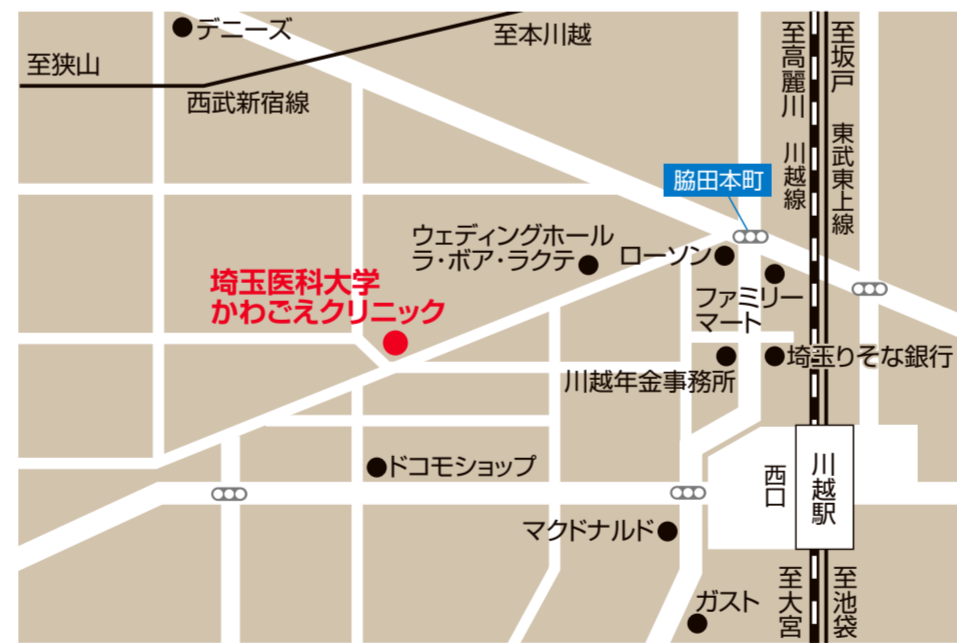 デニーズ
至本川越
至狭山
西武新宿線
至高麗川
川越線
至坂戸
東武東上線
脇田本町
ウェディングホール
ラ・ボア・ラクテ
ローソン
ファミリー
マート
埼玉医科大学
かわごえクリニック
川越年金事務所
埼玉りそな銀行
ドコモショップ
西口
川越駅
マクドナルド
ガスト
至大宮
至池袋